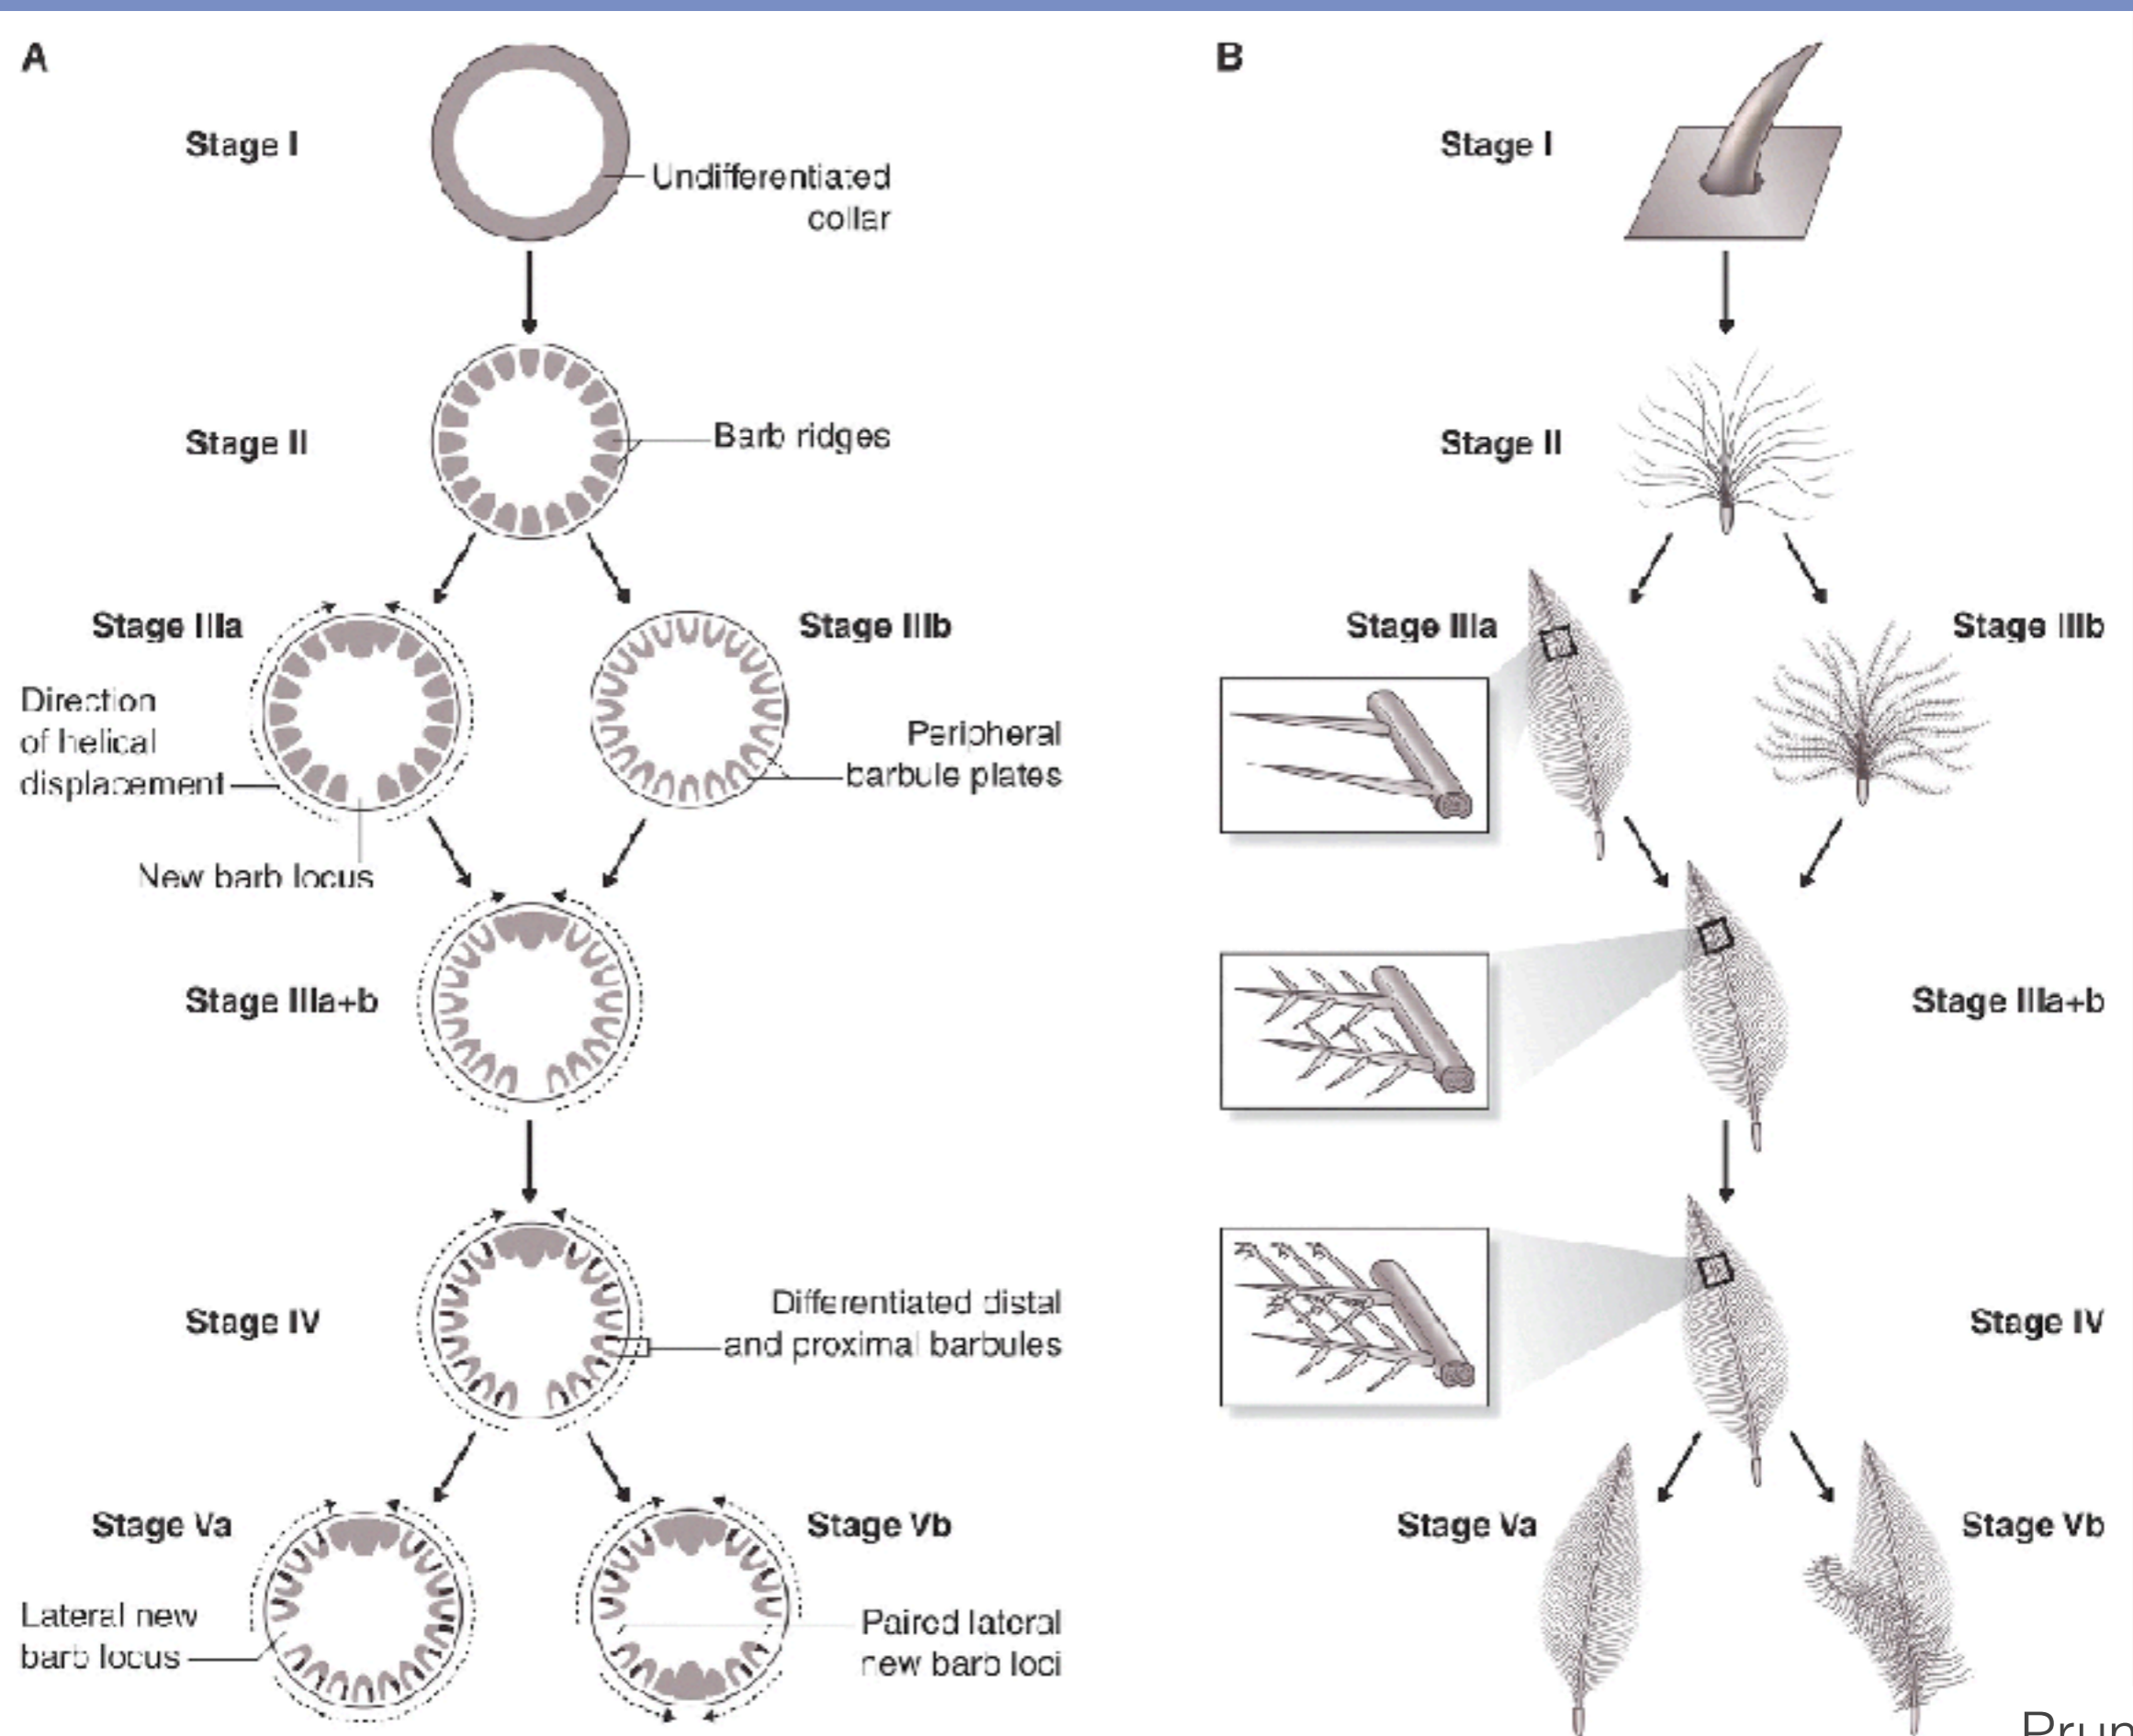 A
Stage I
Undifferentiated
collar
Stage II
Barb ridges
Stage IIIa
Stage IIIb
Direction
of helical
displacement
Peripheral
barbule plates
New barb locus
Stage IIIa+b
Stage IV
Differentiated distal
and proximal barbules
Stage Va
Stage Vb
Lateral new
barb locus
Paired lateral
new barb loci
B
Stage I
Stage II
Stage IIIa
Stage IIIb
Stage IIIa+b
Stage IV
Stage Va
Stage Vb